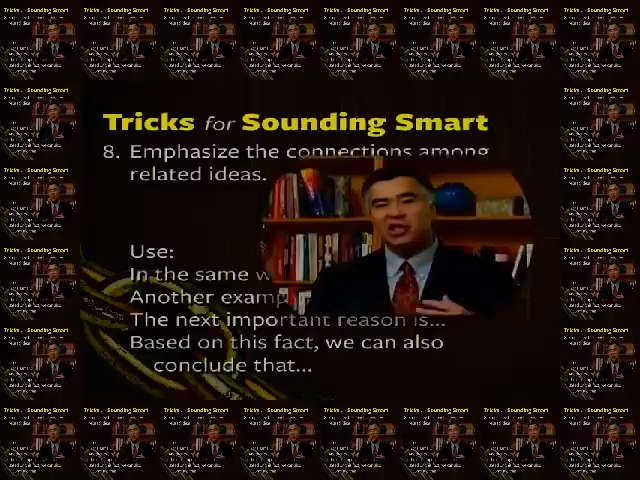 Tricks for Sounding Smart
8. Emphasize the connections among
related ideas.
Use:
In the same w
Another examp
The next important reason is...
Based on this fact, we can also
conclude that...